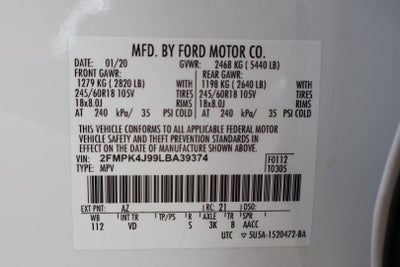 MFD. BY FORD MOTOR CO.
DATE: 01/20 GVWR: 2468 KG ( 5440 LB)
FRONT GAWR: REAR GAWR:
1279 KG ( 2820 LB) WITH 1198 KG ( 2640 LB) WITH
245/60R18 105V TIRES 245/60R18 105V TIRES
18x8.0J RIMS 18x8.0J RIMS
AT 240 kPa/ 35 PSI COLD AT 240 kPa/ 35 PSI COLD
THIS VEHICLE CONFORMS TO ALL APPLICABLE FEDERAL MOTOR
VEHICLE SAFETY AND THEFT PREVENTION STANDARDS IN
EFFECT ON THE DATE OF MANUFACTURE SHOWN ABOVE.
VIN: 2FMPK4J99LBA39374 F0112
TYPE: MPV T0305
EXT PNT: AZ RC: 21 DSO:
WB INT TR TP/PS R AXLE TR SPR
112 VD S 3K 8 AACC
UTC ▽ 5U5A-1520472-BA